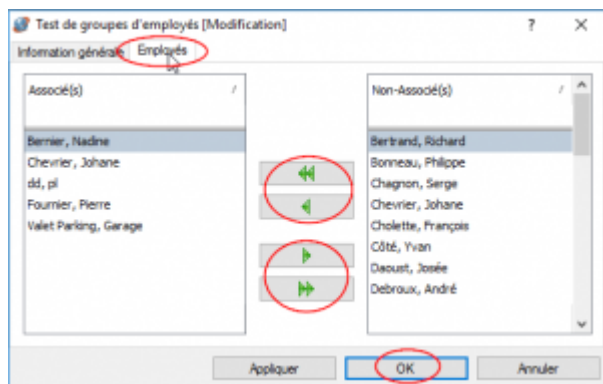 Test de groupes d'employés [Modification]
Information générale
Employés
Associé(s)
Non-Associé(s)
Bernier, Nadine
Chevrier, Johane
dd, pl
Fournier, Pierre
Valet Parking, Garage
Bertrand, Richard
Bonneau, Philippe
Chagnon, Serge
Chevrier, Johane
Cholette, François
Côté, Yvan
Daoust, Josée
Debroux, André
Appliquer
OK
Annuler